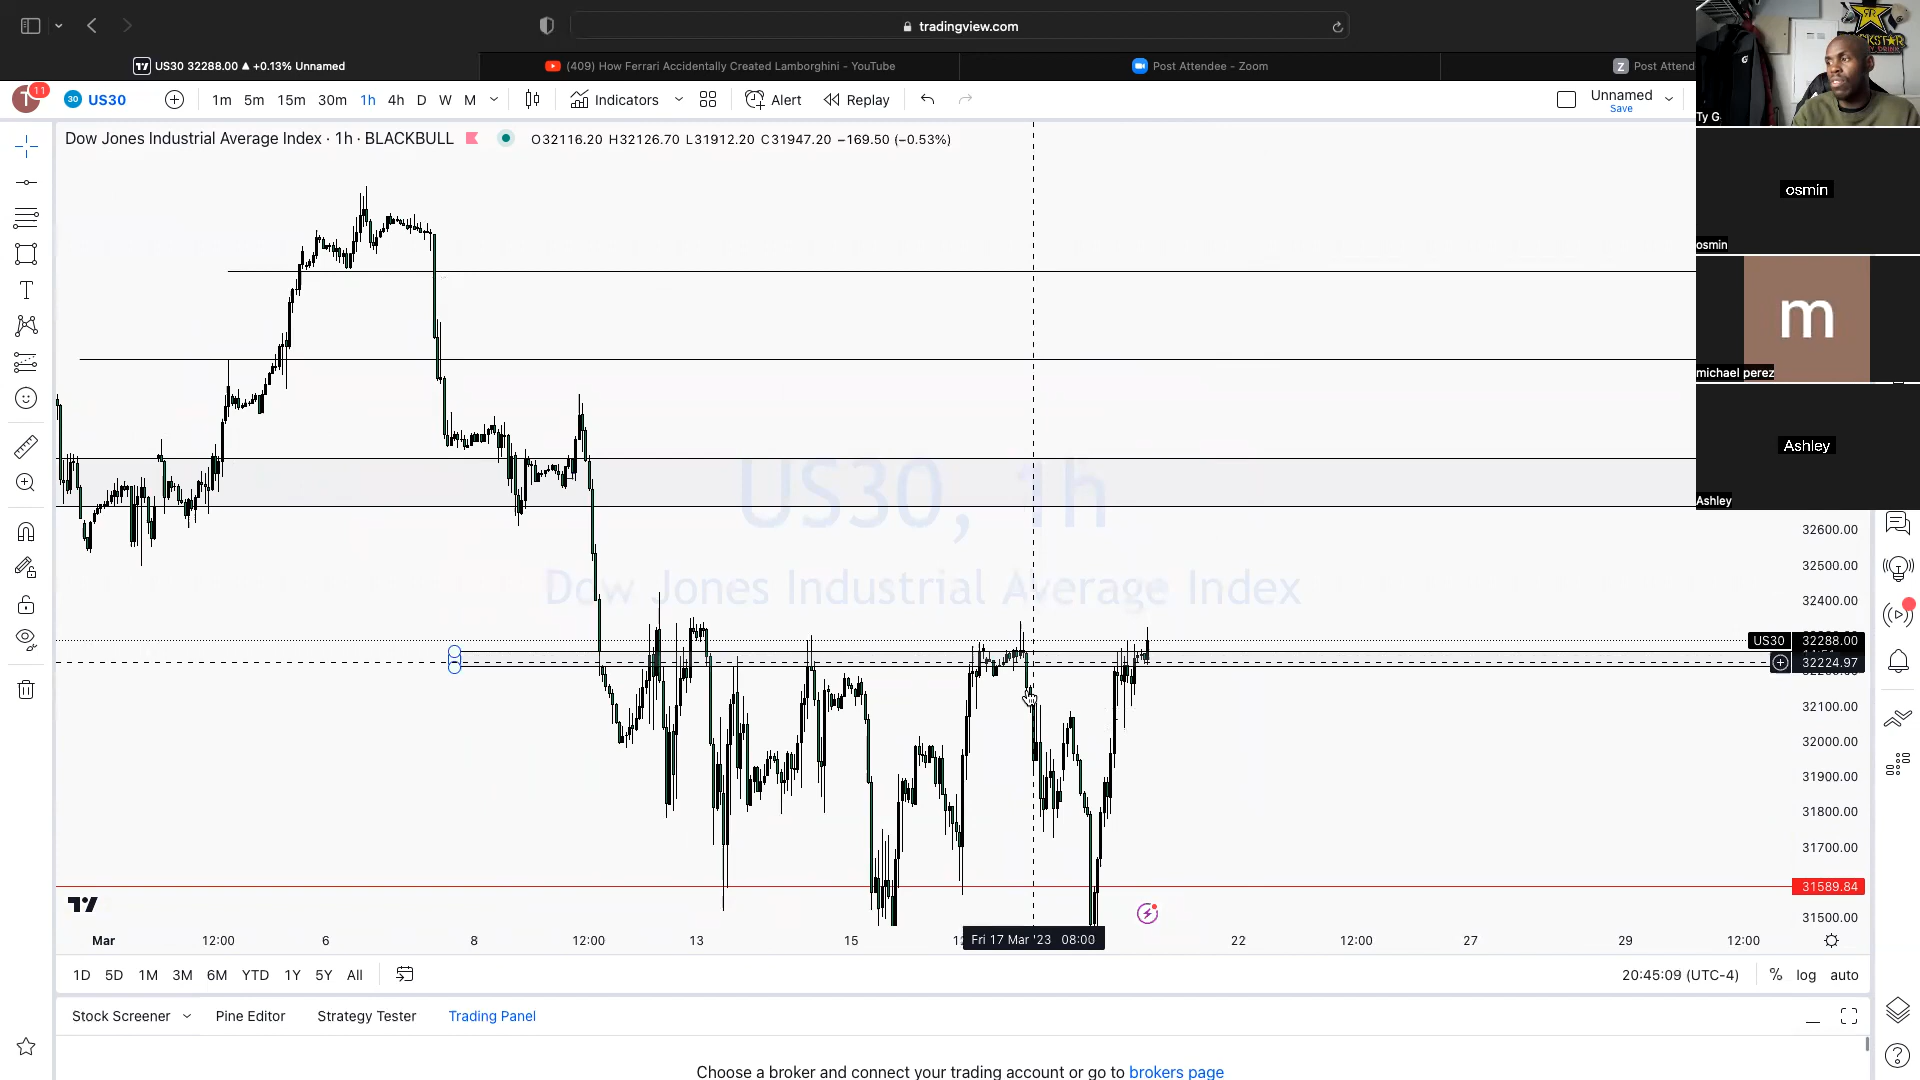 tradingview.com
US30 32288.00 ▲ +0.13% Unnamed
(409) How Ferrari Accidentally Created Lamborghini - YouTube
Post Attendee - Zoom
Z Post Attend
T 11
30 US30
1m 5m 15m 30m 1h 4h D W M
Indicators
Alert
Replay
Unnamed
Save
Dow Jones Industrial Average Index · 1h · BLACKBULL
O32116.20 H32126.70 L31912.20 C31947.20 −169.50 (−0.53%)
Ty G
osmin
osmin
m
michael perez
Ashley
Ashley
US30, 1h
Dow Jones Industrial Average Index
32600.00
32500.00
32400.00
US30 32288.00
32224.97
32100.00
32000.00
31900.00
31800.00
31700.00
31589.84
31500.00
Mar 12:00 6 8 12:00 13 15 Fri 17 Mar '23 08:00 22 12:00 27 29 12:00
1D 5D 1M 3M 6M YTD 1Y 5Y All
20:45:09 (UTC-4) % log auto
Stock Screener Pine Editor Strategy Tester Trading Panel
Choose a broker and connect your trading account or go to brokers page